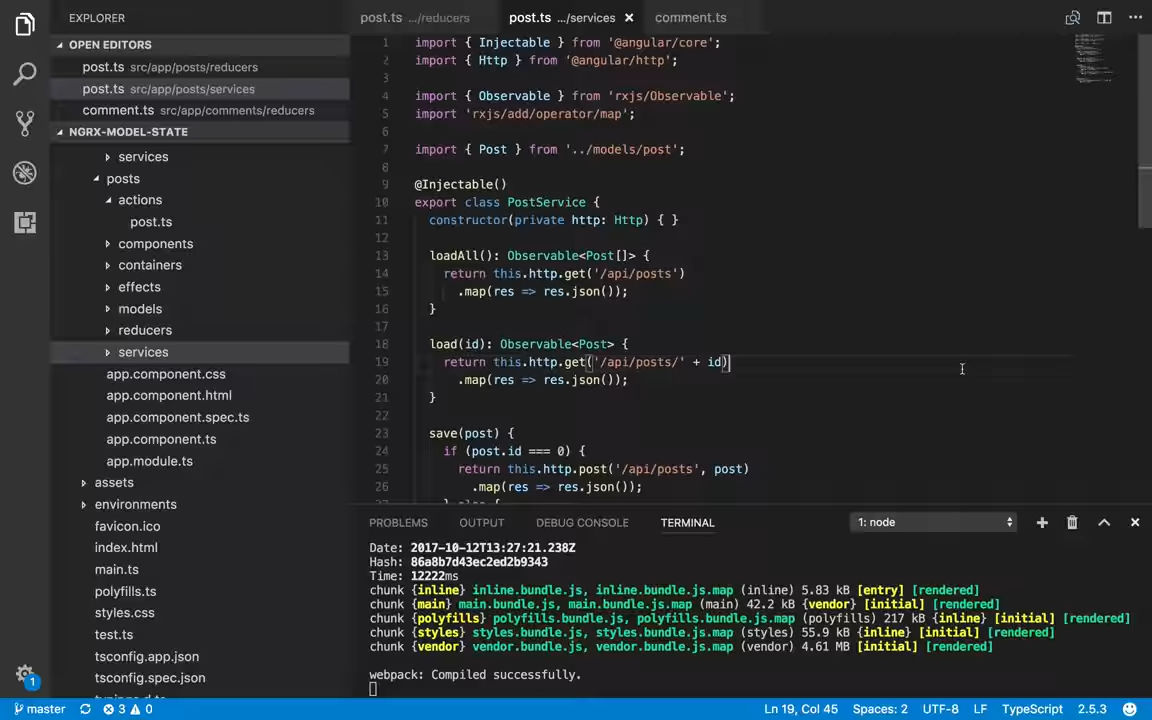 EXPLORER
OPEN EDITORS
post.ts src/app/posts/reducers
post.ts src/app/posts/services
comment.ts src/app/comments/reducers
NGRX-MODEL-STATE
services
posts
actions
post.ts
components
containers
effects
models
reducers
services
app.component.css
app.component.html
app.component.spec.ts
app.component.ts
app.module.ts
assets
environments
favicon.ico
index.html
main.ts
polyfills.ts
styles.css
test.ts
tsconfig.app.json
tsconfig.spec.json
1
post.ts .../reducers
post.ts .../services
comment.ts
1 import { Injectable } from '@angular/core';
2 import { Http } from '@angular/http';
3
4 import { Observable } from 'rxjs/Observable';
5 import 'rxjs/add/operator/map';
6
7 import { Post } from '../models/post';
8
9 @Injectable()
10 export class PostService {
11 constructor(private http: Http) { }
12
13 loadAll(): Observable<Post[]> {
14 return this.http.get('/api/posts')
15 .map(res => res.json());
16 }
17
18 load(id): Observable<Post> {
19 return this.http.get('/api/posts/' + id)
20 .map(res => res.json());
21 }
22
23 save(post) {
24 if (post.id === 0) {
25 return this.http.post('/api/posts', post)
26 .map(res => res.json());
PROBLEMS OUTPUT DEBUG CONSOLE TERMINAL 1: node
Date: 2017-10-12T13:27:21.238Z
Hash: 86a8b7d43ec2ed2b9343
Time: 12222ms
chunk {inline} inline.bundle.js, inline.bundle.js.map (inline) 5.83 kB [entry] [rendered]
chunk {main} main.bundle.js, main.bundle.js.map (main) 42.2 kB {vendor} [initial] [rendered]
chunk {polyfills} polyfills.bundle.js, polyfills.bundle.js.map (polyfills) 217 kB {inline} [initial] [rendered]
chunk {styles} styles.bundle.js, styles.bundle.js.map (styles) 55.9 kB {inline} [initial] [rendered]
chunk {vendor} vendor.bundle.js, vendor.bundle.js.map (vendor) 4.61 MB [initial] [rendered]
webpack: Compiled successfully.
master 3 0 Ln 19, Col 45 Spaces: 2 UTF-8 LF TypeScript 2.5.3